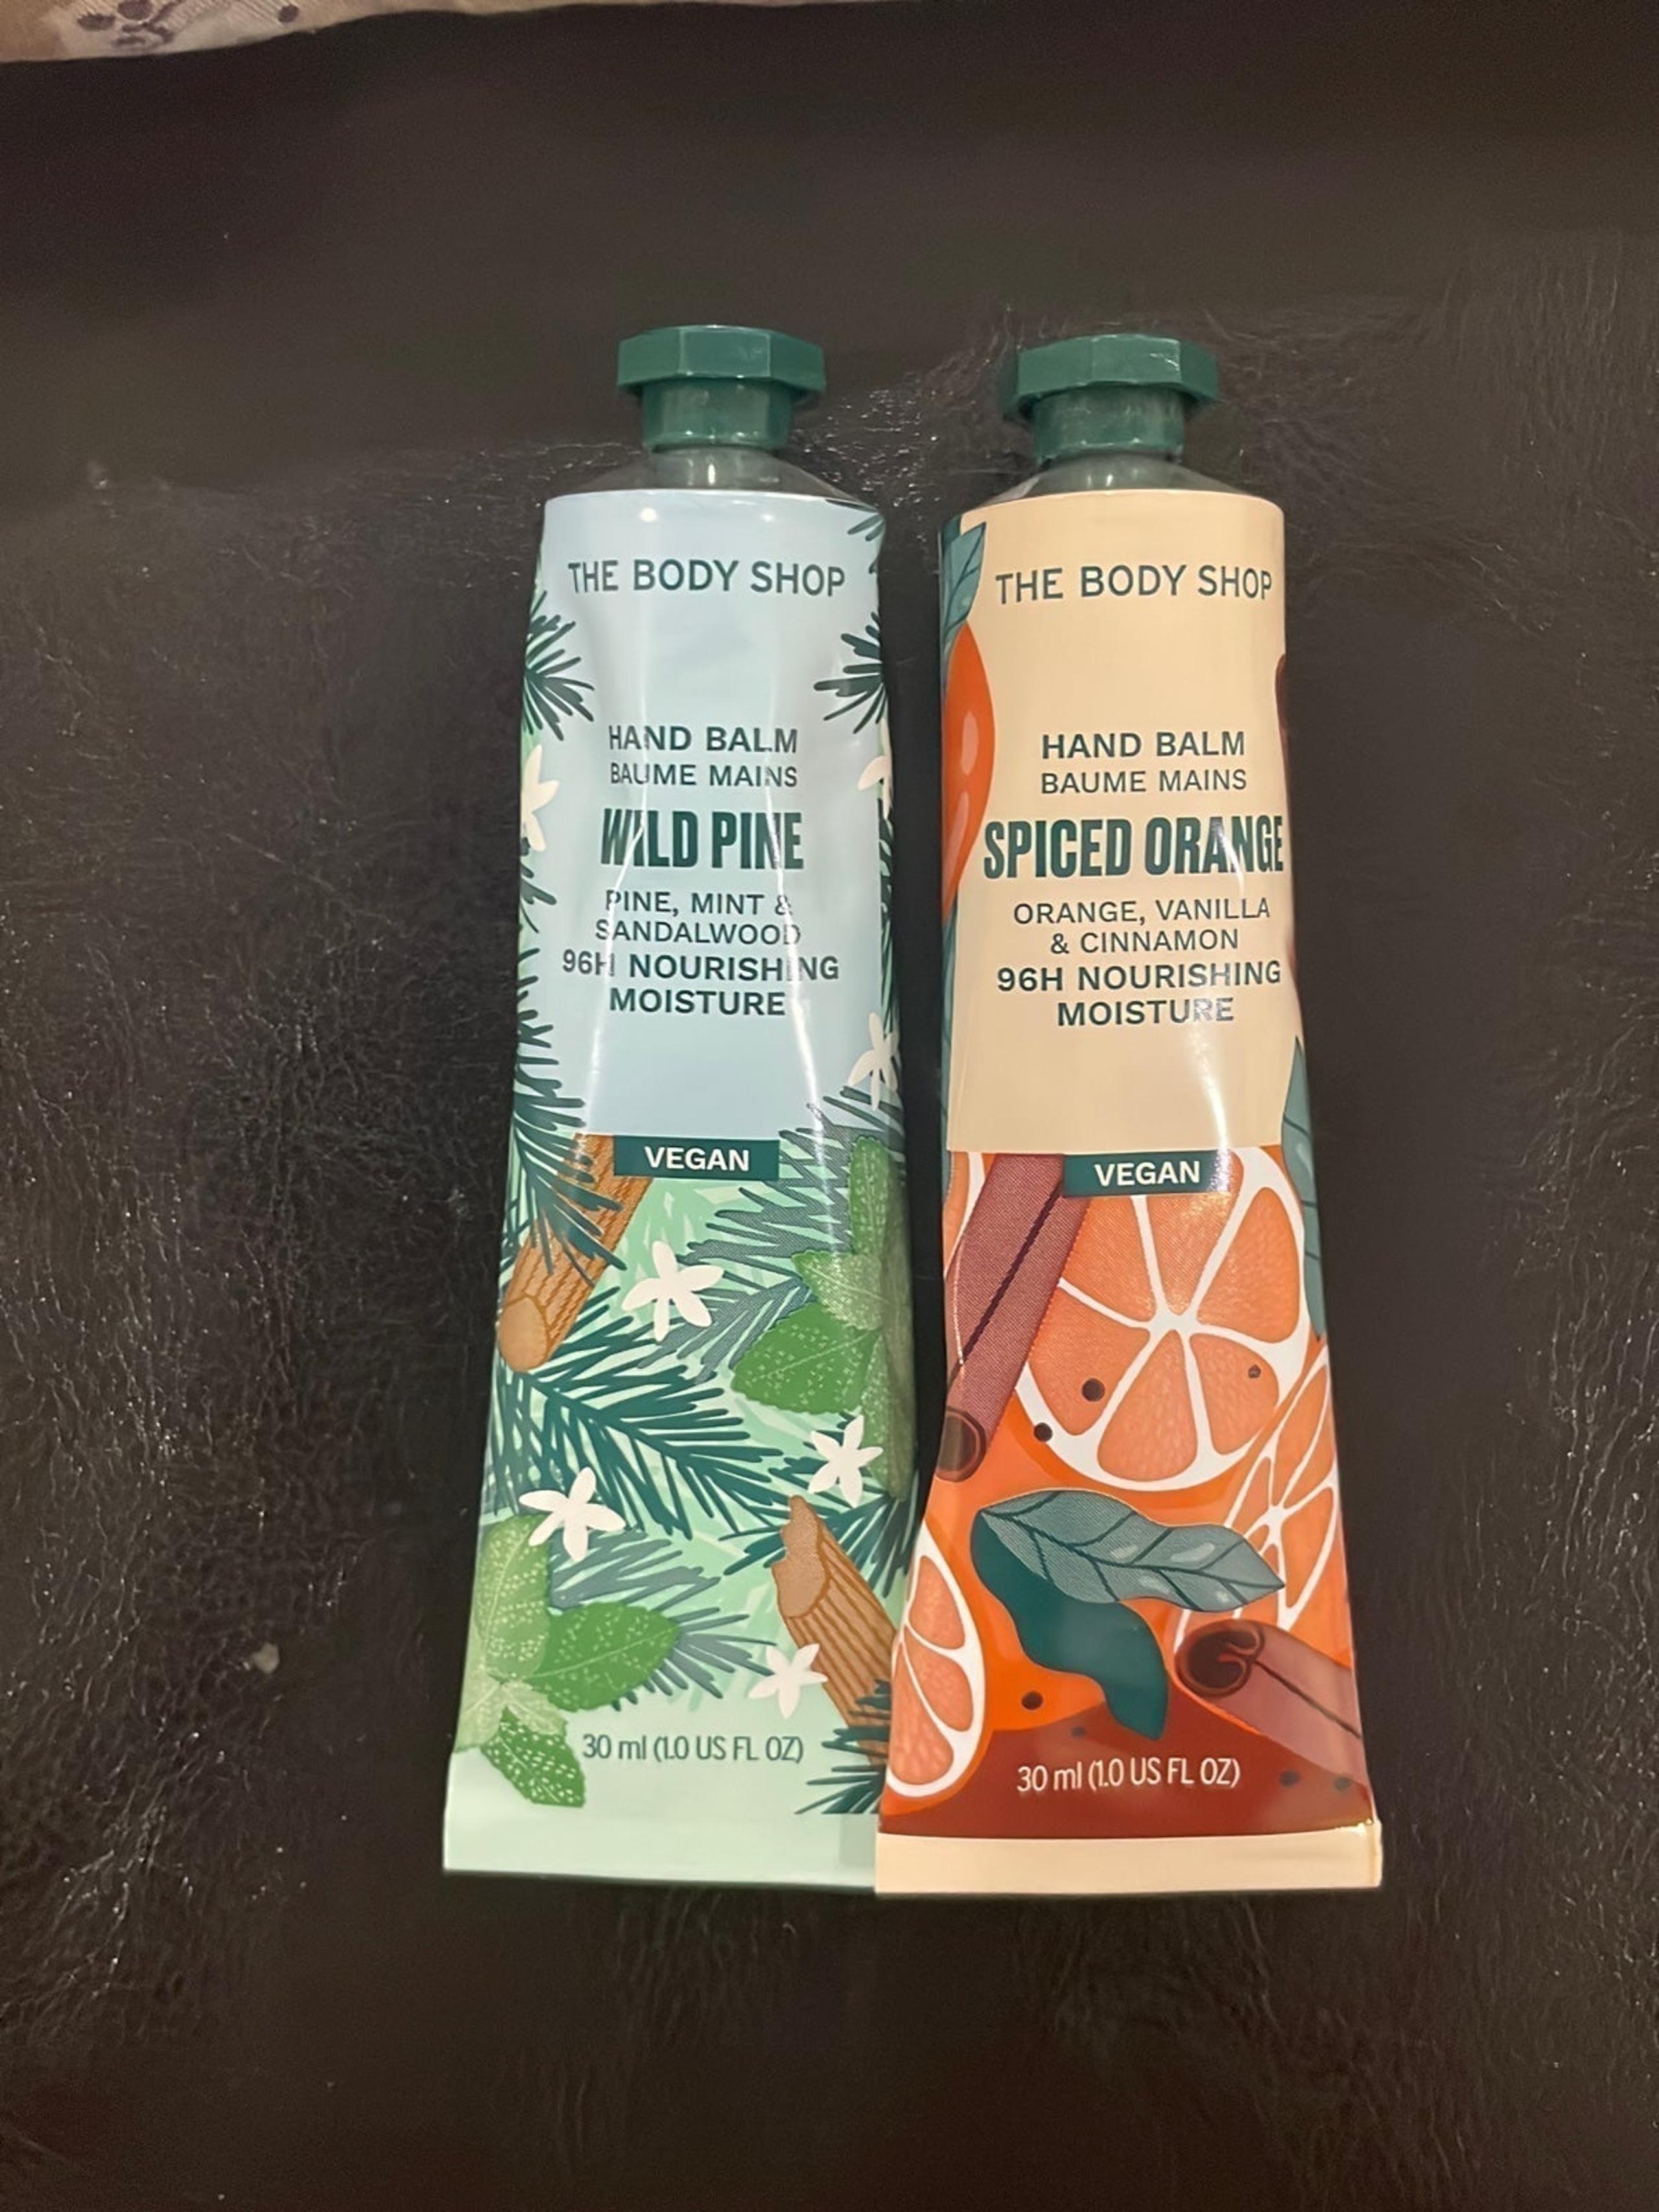 THE BODY SHOP
HAND BALM
BAUME MAINS
WILD PINE
PINE, MINT &
SANDALWOOD
96H NOURISHING
MOISTURE
VEGAN
30 ml (1.0 US FL OZ)
THE BODY SHOP
HAND BALM
BAUME MAINS
SPICED ORANGE
ORANGE, VANILLA
& CINNAMON
96H NOURISHING
MOISTURE
VEGAN
30 ml (1.0 US FL OZ)